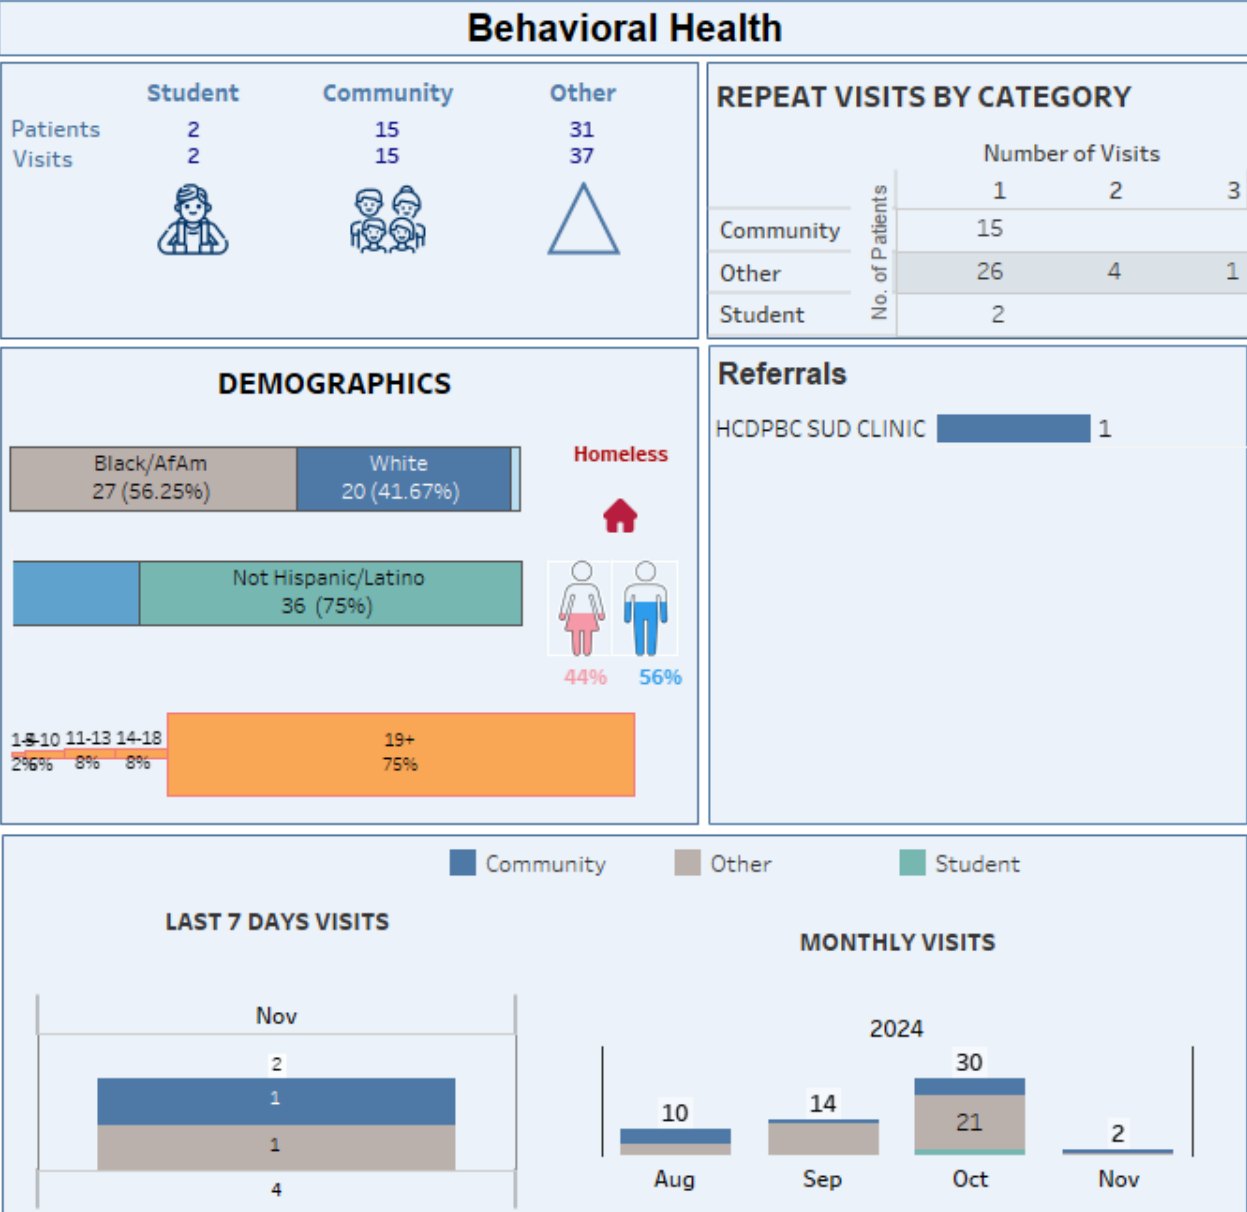 Behavioral Health
Student Community Other
Patients 2 15 31
Visits 2 15 37
REPEAT VISITS BY CATEGORY
Number of Visits
1 2 3
No. of Patients
Community 15
Other 26 4 1
Student 2
DEMOGRAPHICS
Black/AfAm
27 (56.25%)
White
20 (41.67%)
Homeless
Not Hispanic/Latino
36 (75%)
44% 56%
11-13 14-18 19+
8% 8% 75%
Referrals
HCDPBC SUD CLINIC 1
Community Other Student
LAST 7 DAYS VISITS
Nov
2
1
1
4
MONTHLY VISITS
2024
10 14 30 2
21
Aug Sep Oct Nov